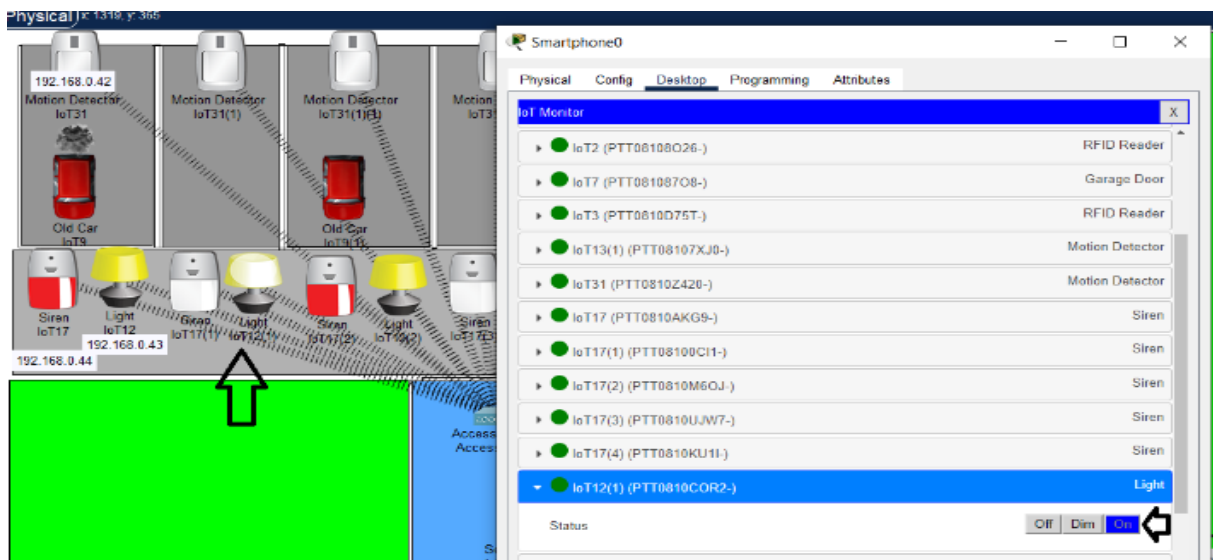 Physical x: 1319, y: 365
192.168.0.42
Motion Detector
IoT31
Motion Detector
IoT31(1)
Motion Detector
IoT31(1)(1)
Motion
Old Car
IoT9
Old Car
IoT9(1)
Siren
IoT17
Light
IoT12
Siren
IoT17(1)
Light
IoT12(1)
Siren
IoT17(2)
Light
Siren
IoT17(3)
192.168.0.43
192.168.0.44
Access
Acces
Smartphone0
Physical Config Desktop Programming Attributes
IoT Monitor X
IoT2 (PTT08108O26-) RFID Reader
IoT7 (PTT081087O8-) Garage Door
IoT3 (PTT0810D75T-) RFID Reader
IoT13(1) (PTT08107XJ0-) Motion Detector
IoT31 (PTT0810Z420-) Motion Detector
IoT17 (PTT0810AKG9-) Siren
IoT17(1) (PTT08100CI1-) Siren
IoT17(2) (PTT0810M6OJ-) Siren
IoT17(3) (PTT0810UJW7-) Siren
IoT17(4) (PTT0810KU1I-) Siren
IoT12(1) (PTT0810COR2-) Light
Status Off Dim On